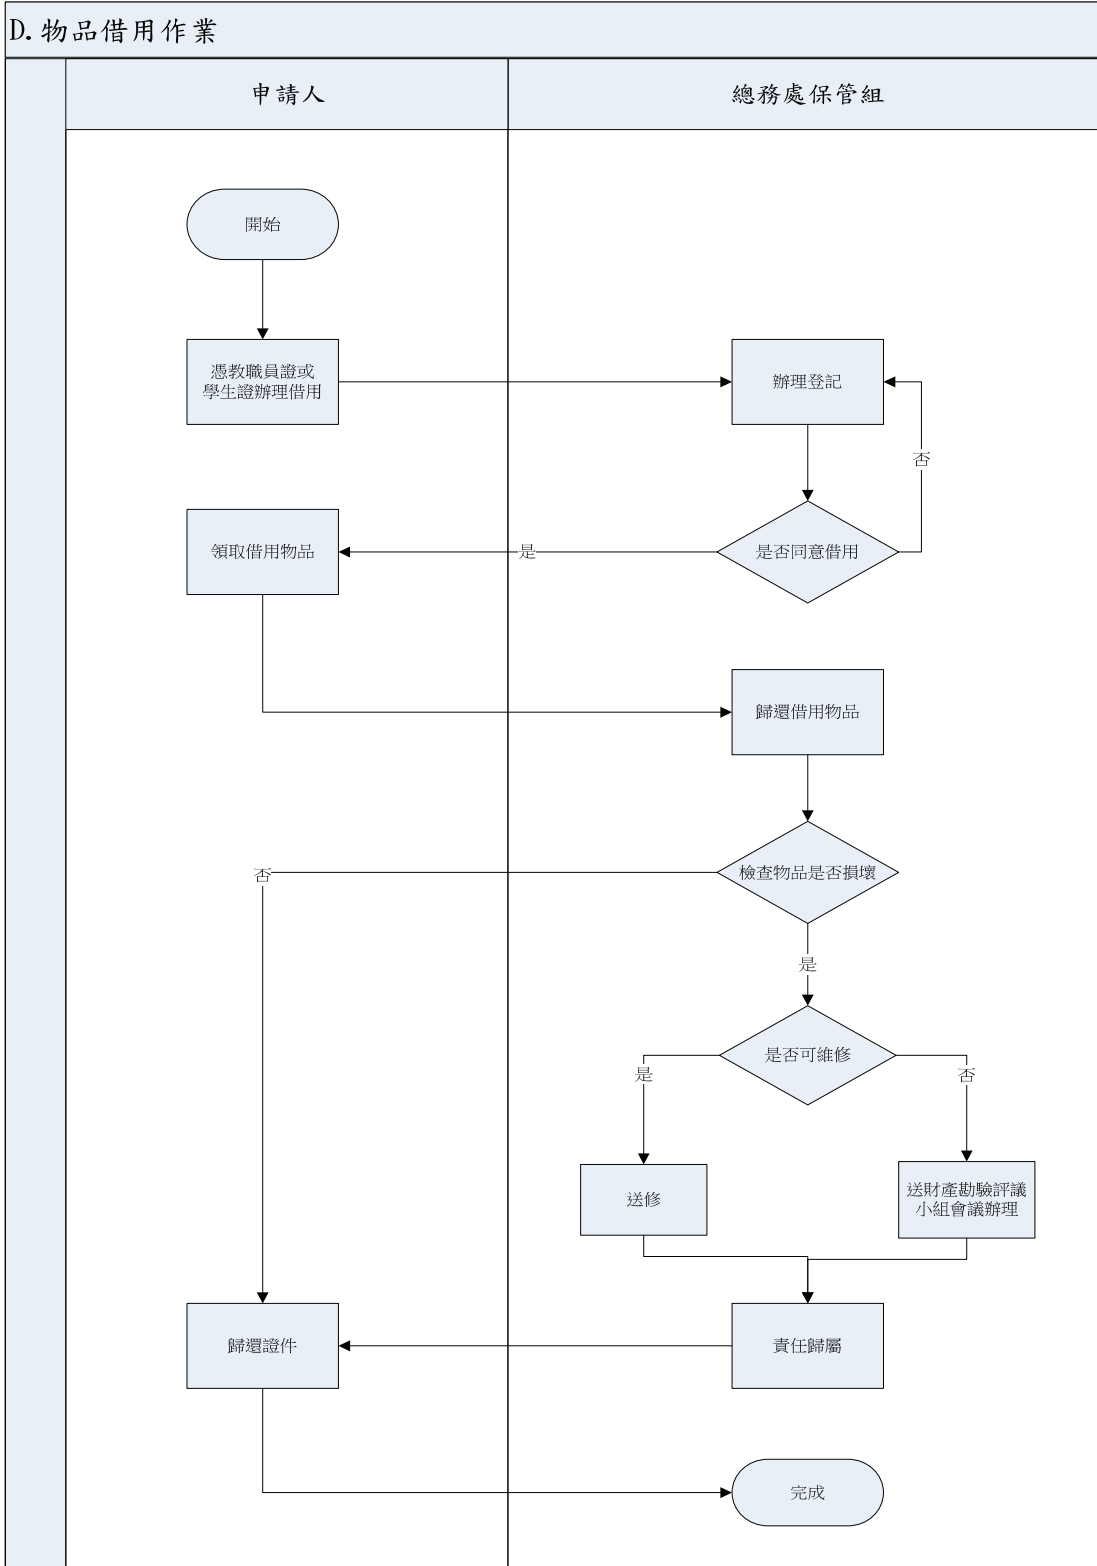 D. 物品借用作業
申請人
總務處保管組
開始
憑教職員證或
學生證辦理借用
辦理登記
否
領取借用物品
是
是否同意借用
歸還借用物品
否
檢查物品是否損壞
是
是否可維修
是
否
送修
送財產勘驗評議
小組會議辦理
歸還證件
責任歸屬
完成